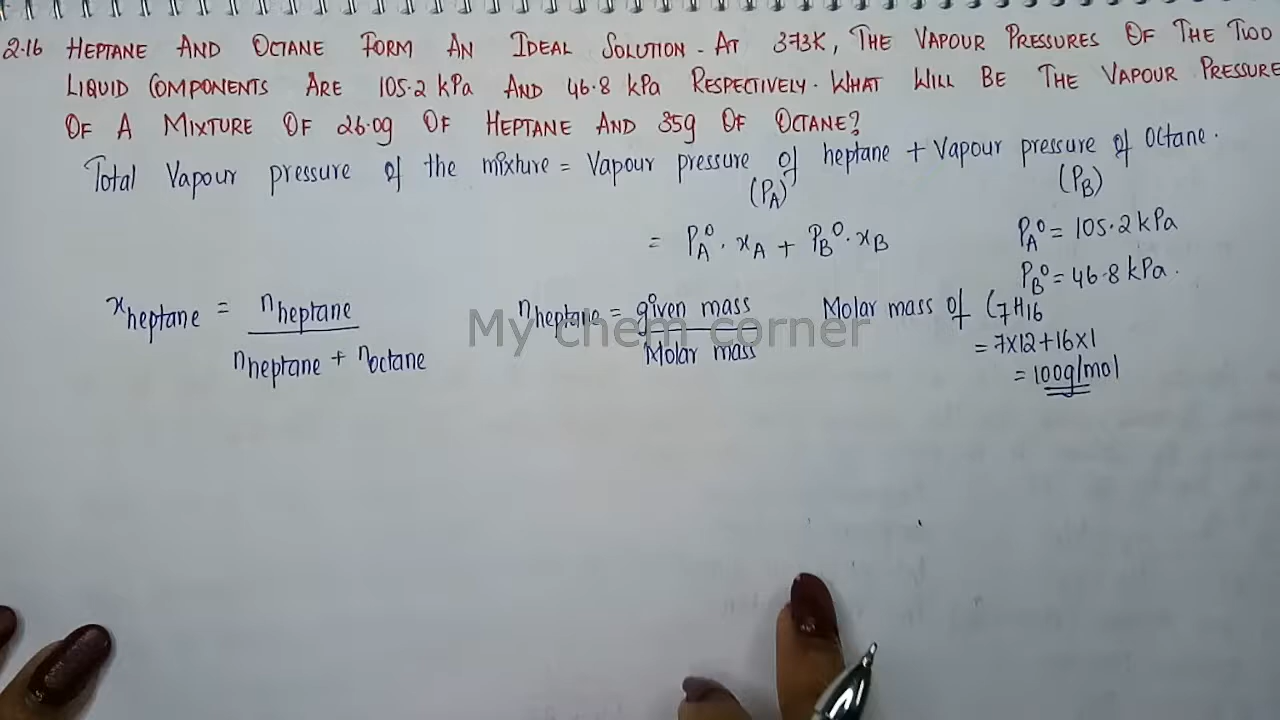 2.16 HEPTANE AND OCTANE FORM AN IDEAL SOLUTION. AT 373K, THE VAPOUR PRESSURES OF THE TWO
LIQUID COMPONENTS ARE 105.2 kPa AND 46.8 kPa RESPECTIVELY. WHAT WILL BE THE VAPOUR PRESSURE
OF A MIXTURE OF 26.0g OF HEPTANE AND 35g OF OCTANE?
Total Vapour pressure of the mixture = Vapour pressure of heptane + Vapour pressure of Octane.
(PA) (PB)
= PA⁰ . xA + PB⁰ . xB PA⁰ = 105.2 kPa
PB⁰ = 46.8 kPa.
xheptane = nheptane / nheptane + noctane nheptane = given mass / Molar mass Molar mass of C7H16
= 7x12+16x1
= 100g/mol
My chem corner